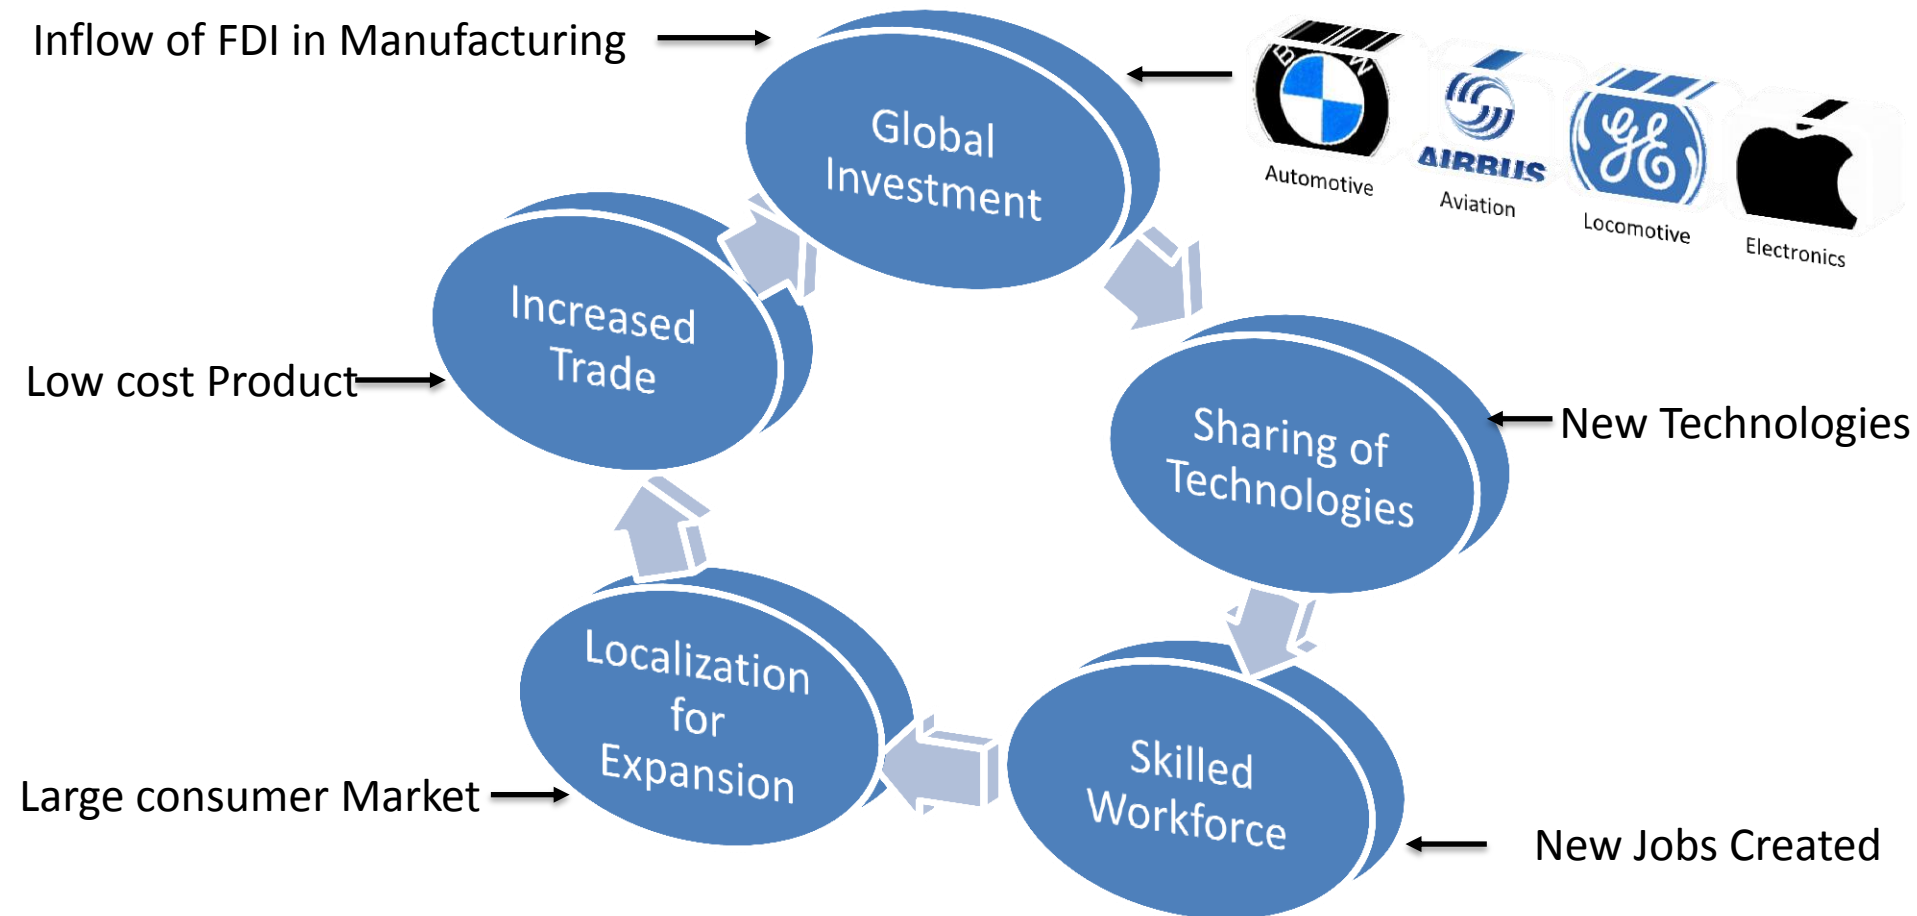 Inflow of FDI in Manufacturing
Global
Investment
B M W
AIRBUS
GE
Automotive
Aviation
Locomotive
Electronics
Increased
Trade
Low cost Product
Sharing of
Technologies
New Technologies
Localization
for
Expansion
Large consumer Market
Skilled
Workforce
New Jobs Created